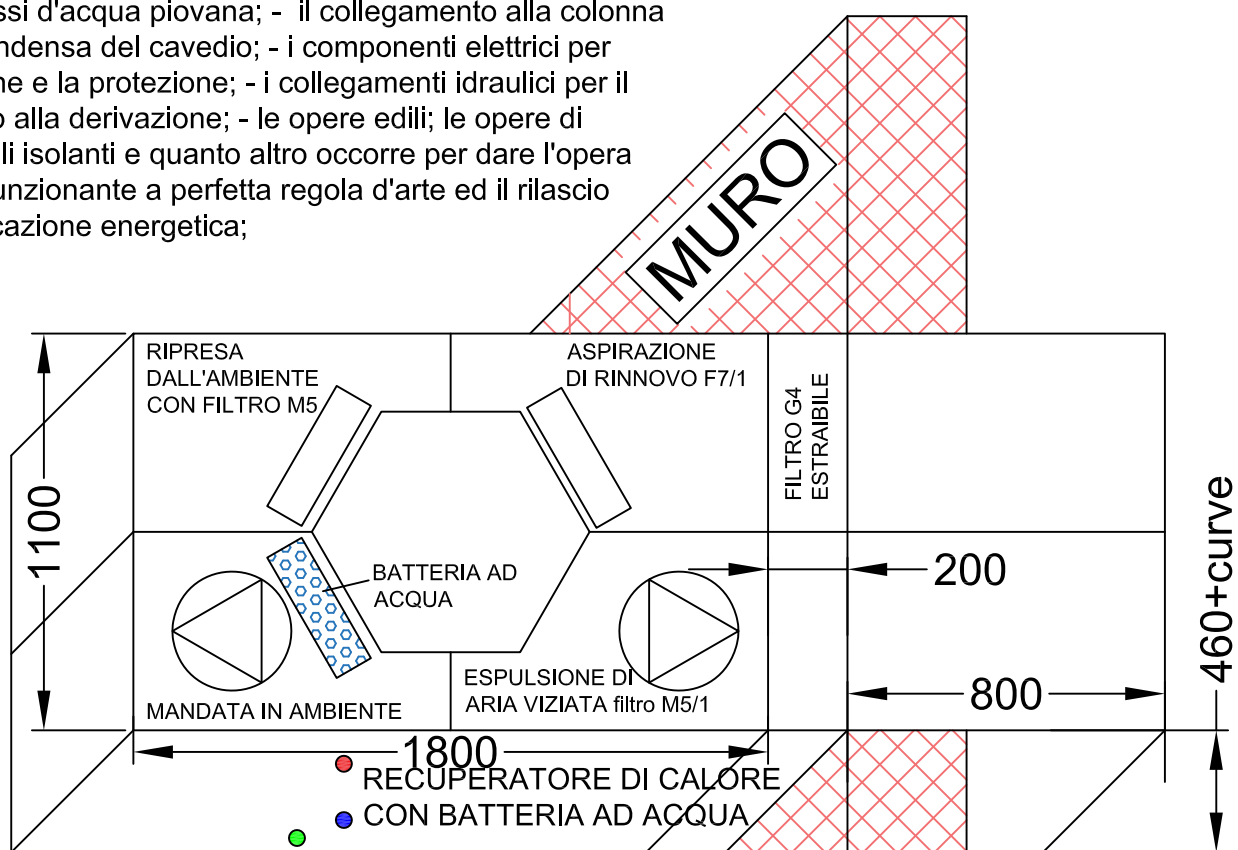 ssi d'acqua piovana; - il collegamento alla colonna
ndensa del cavedio; - i componenti elettrici per
ne e la protezione; - i collegamenti idraulici per il
o alla derivazione; - le opere edili; le opere di
li isolanti e quanto altro occorre per dare l'opera
unzionante a perfetta regola d'arte ed il rilascio
cazione energetica;
MURO
RIPRESA
DALL'AMBIENTE
CON FILTRO M5
ASPIRAZIONE
DI RINNOVO F7/1
FILTRO G4
ESTRAIBILE
1100
BATTERIA AD
ACQUA
200
460+curve
ESPULSIONE DI
ARIA VIZIATA filtro M5/1
800
MANDATA IN AMBIENTE
1800
RECUPERATORE DI CALORE
CON BATTERIA AD ACQUA